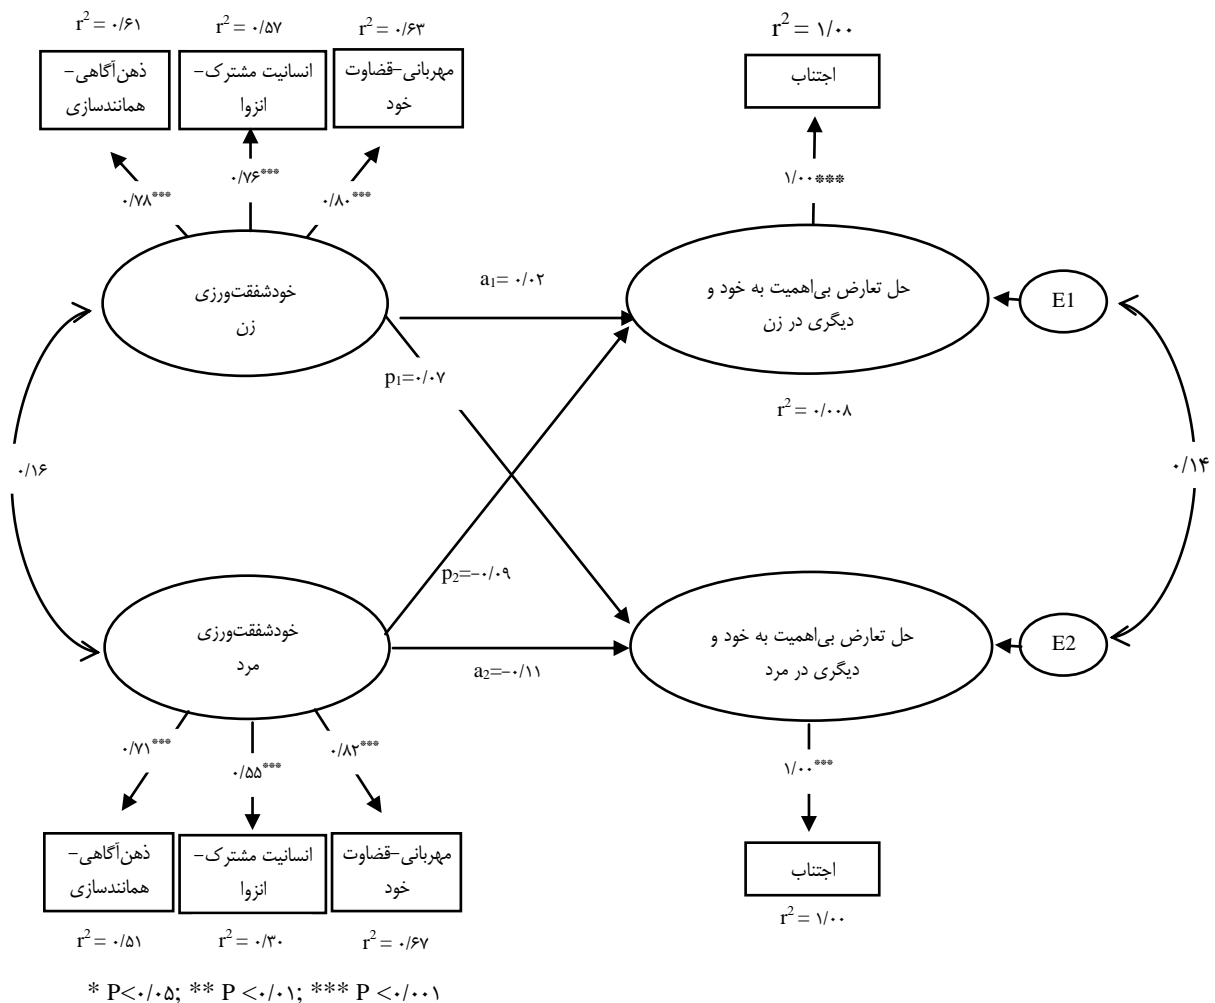 r² = ۰/۶۱
r² = ۰/۵۷
r² = ۰/۶۳
r² = ۱/۰۰
ذهن‌آگاهی-
همانندسازی
انسانیت مشترک-
انزوا
مهربانی-قضاوت
خود
اجتناب
۰/۷۸***
۰/۷۶***
۰/۸۰***
۱/۰۰***
خودشفقت‌ورزی
زن
a₁= ۰/۰۲
حل تعارض بی‌اهمیت به خود و
دیگری در زن
E1
p₁=۰/۰۷
r² = ۰/۰۰۸
۰/۱۶
۰/۱۴
p₂=-۰/۰۹
خودشفقت‌ورزی
مرد
a₂=-۰/۱۱
حل تعارض بی‌اهمیت به خود و
دیگری در مرد
E2
۰/۷۱***
۰/۵۵***
۰/۸۲***
۱/۰۰***
ذهن‌آگاهی-
همانندسازی
انسانیت مشترک-
انزوا
مهربانی-قضاوت
خود
اجتناب
r² = ۰/۵۱
r² = ۰/۳۰
r² = ۰/۶۷
r² = ۱/۰۰
* P<۰/۰۵; ** P <۰/۰۱; *** P <۰/۰۰۱